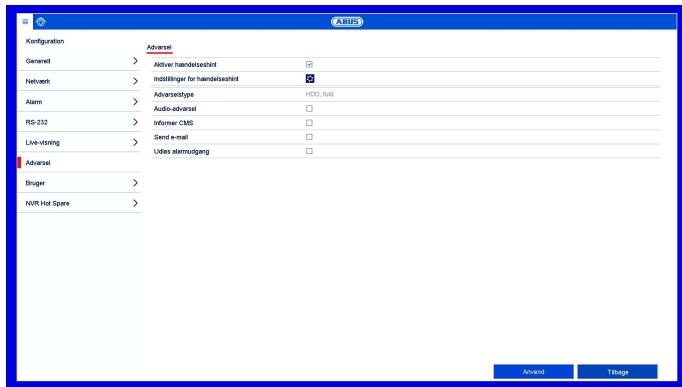 ABUS
Konfiguration
Generelt
Netværk
Alarm
RS-232
Live-visning
Advarsel
Bruger
NVR Hot Spare
Advarsel
Aktiver hændelseshint
Indstillinger for hændelseshint
Advarselstype HDD, fuld
Audio-advarsel
Informer CMS
Send e-mail
Udløs alarmudgang
Anvend Tilbage